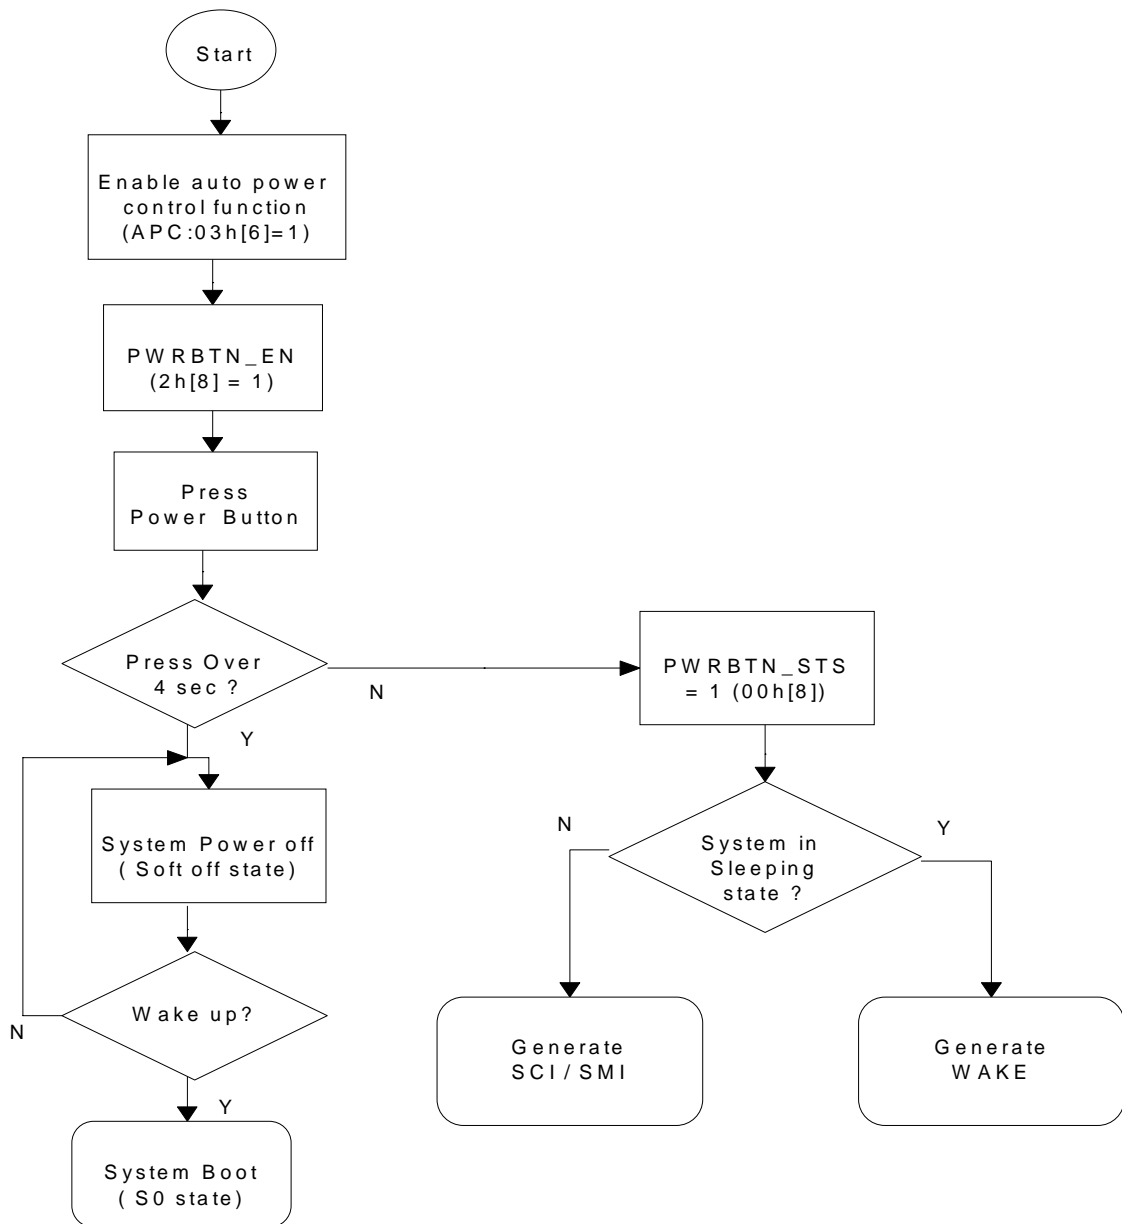 Start
Enable auto power
control function
(APC:03h[6]=1)
PWRBTN_EN
(2h[8] = 1)
Press
Power Button
Press Over
4 sec ?
N
Y
PWRBTN_STS
= 1 (00h[8])
System in
Sleeping
state ?
N
Y
System Power off
( Soft off state)
Wake up?
N
Y
Generate
SCI / SMI
Generate
WAKE
System Boot
( S0 state)